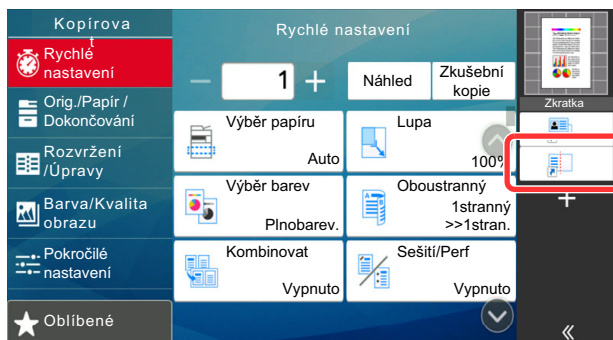 Kopírova
t
Rychlé
nastavení
Orig./Papír /
Dokončování
Rozvržení
/Úpravy
Barva/Kvalita
obrazu
Pokročilé
nastavení
Oblíbené
Rychlé nastavení
1
Náhled
Zkušební
kopie
Výběr papíru
Auto
Lupa
100%
Výběr barev
Plnobarev.
Oboustranný
1stranný
>>1stran.
Kombinovat
Vypnuto
Sešití/Perf
Vypnuto
Zkratka